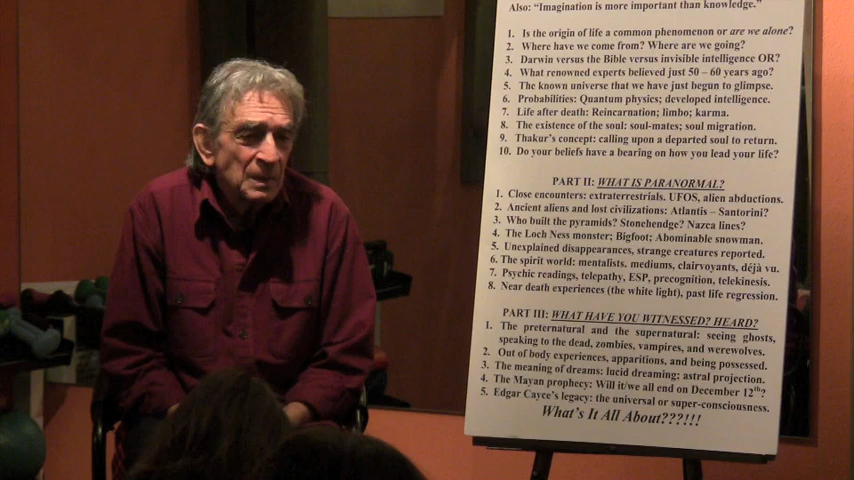 Also: “Imagination is more important than knowledge.”
1. Is the origin of life a common phenomenon or are we alone?
2. Where have we come from? Where are we going?
3. Darwin versus the Bible versus invisible intelligence OR?
4. What renowned experts believed just 50 – 60 years ago?
5. The known universe that we have just begun to glimpse.
6. Probabilities: Quantum physics; developed intelligence.
7. Life after death: Reincarnation; limbo; karma.
8. The existence of the soul: soul-mates; soul migration.
9. Thakur's concept: calling upon a departed soul to return.
10. Do your beliefs have a bearing on how you lead your life?
PART II: WHAT IS PARANORMAL?
1. Close encounters: extraterrestrials. UFOS, alien abductions.
2. Ancient aliens and lost civilizations: Atlantis – Santorini?
3. Who built the pyramids? Stonehendge? Nazca lines?
4. The Loch Ness monster; Bigfoot; Abominable snowman.
5. Unexplained disappearances, strange creatures reported.
6. The spirit world: mentalists. mediums, clairvoyants, déjà vu.
7. Psychic readings, telepathy, ESP, precognition, telekinesis.
8. Near death experiences (the white light), past life regression.
PART III: WHAT HAVE YOU WITNESSED? HEARD?
1. The preternatural and the supernatural: seeing ghosts,
speaking to the dead, zombies, vampires, and werewolves.
2. Out of body experiences, apparitions, and being possessed.
3. The meaning of dreams: lucid dreaming; astral projection.
4. The Mayan prophecy: Will it/we all end on December 12th?
5. Edgar Cayce's legacy: the universal or super-consciousness.
What's It All About???!!!